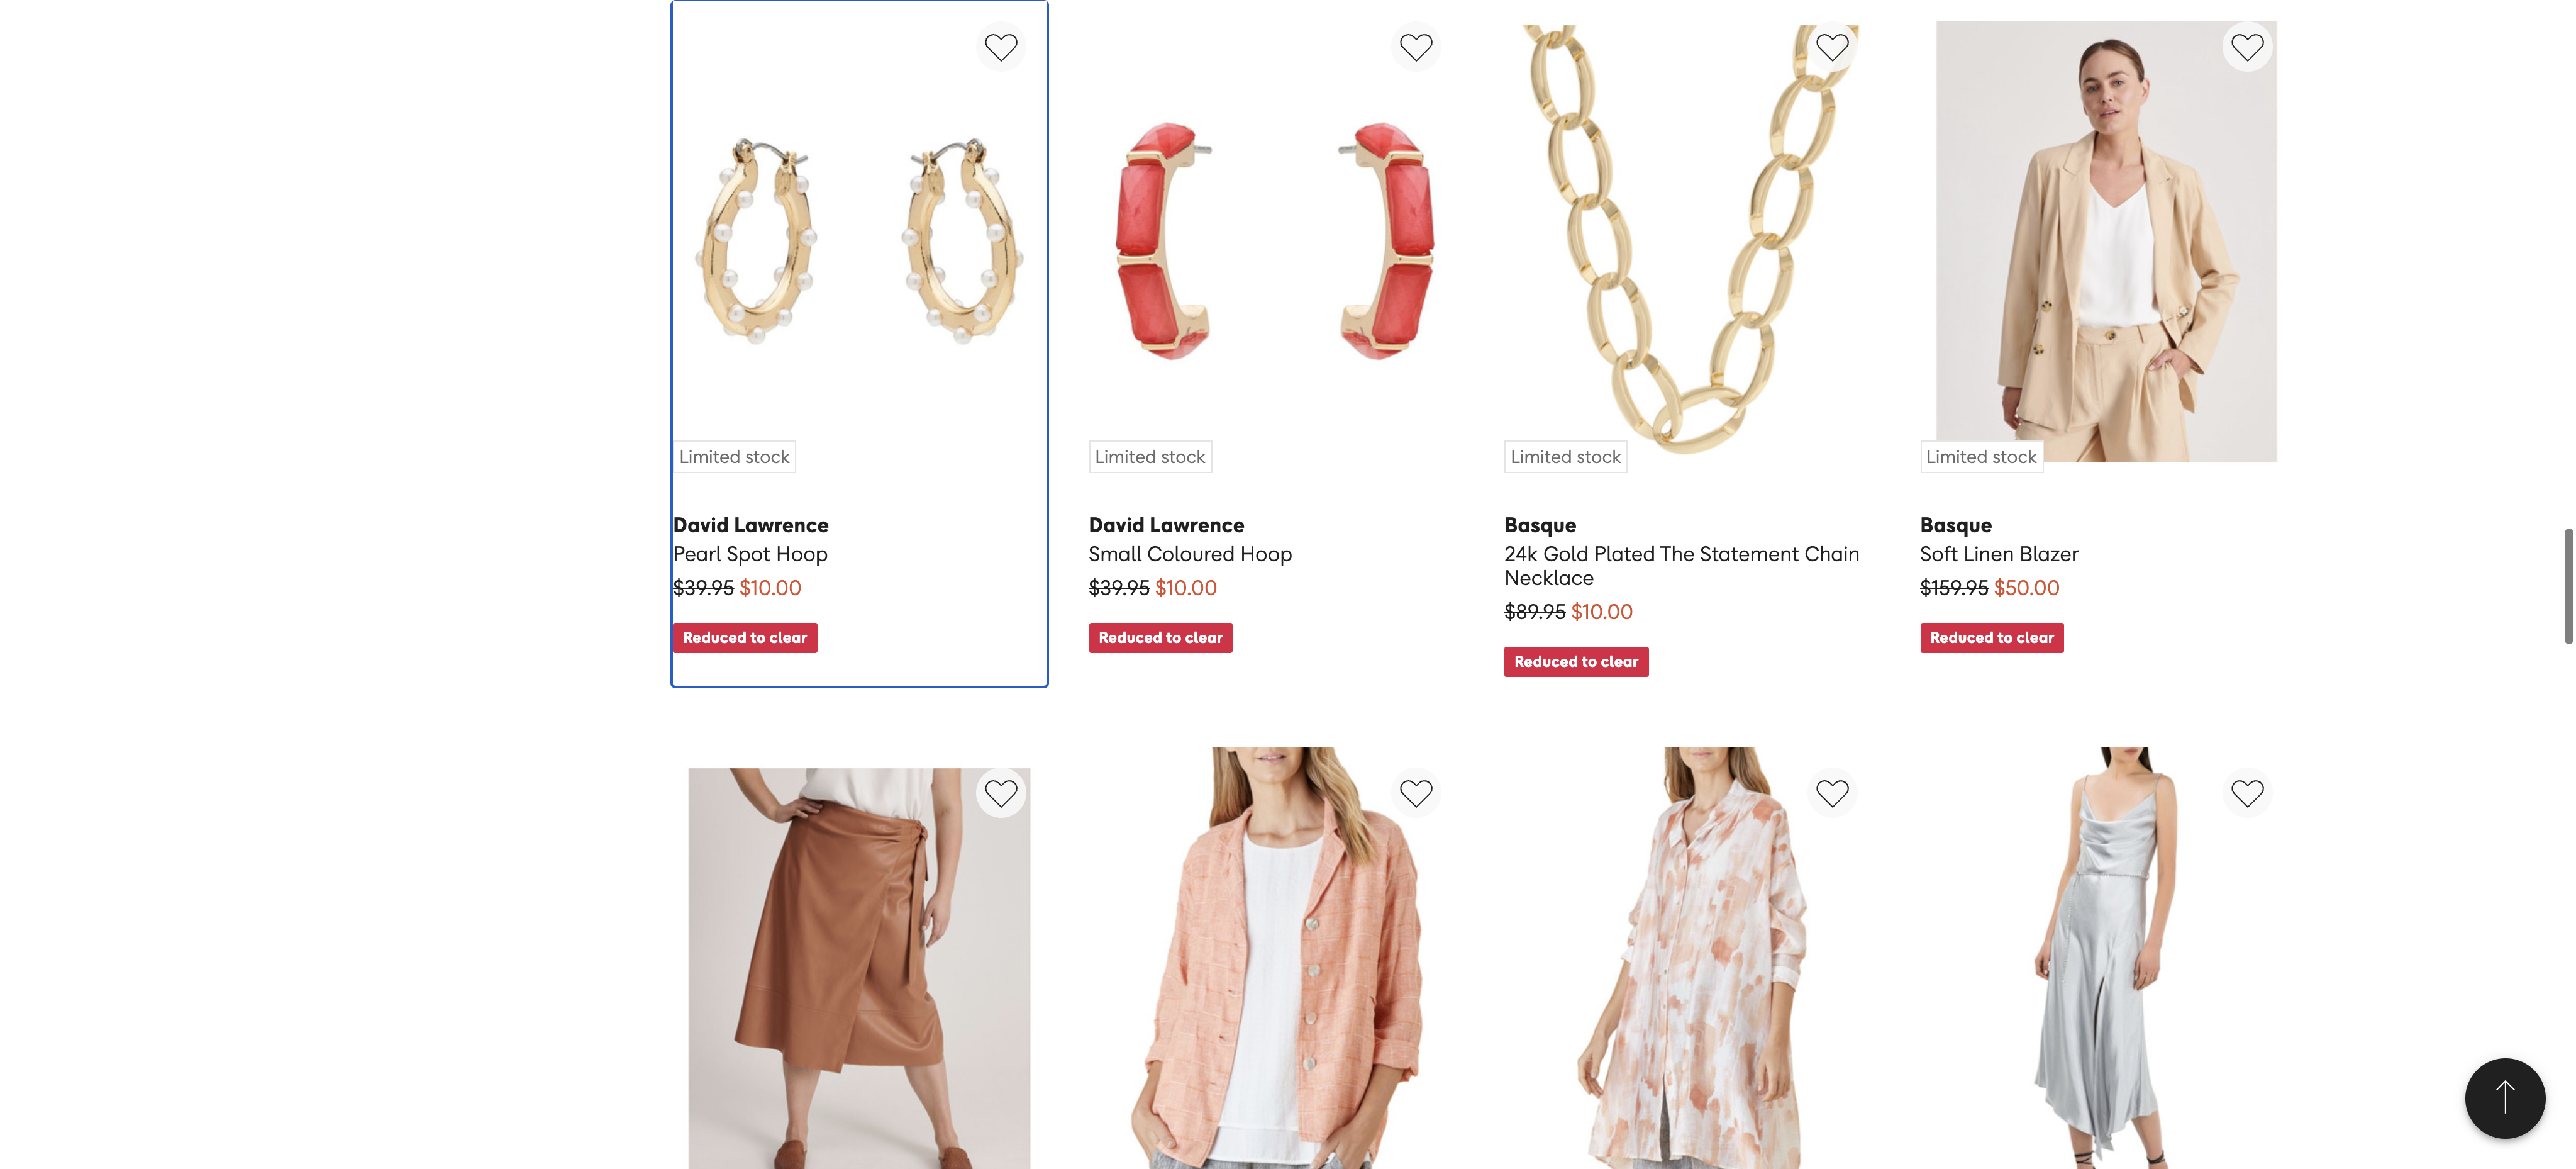 Limited stock
David Lawrence
Pearl Spot Hoop
$39.95 $10.00
Reduced to clear
Limited stock
David Lawrence
Small Coloured Hoop
$39.95 $10.00
Reduced to clear
Limited stock
Basque
24k Gold Plated The Statement Chain
Necklace
$89.95 $10.00
Reduced to clear
Limited stock
Basque
Soft Linen Blazer
$159.95 $50.00
Reduced to clear